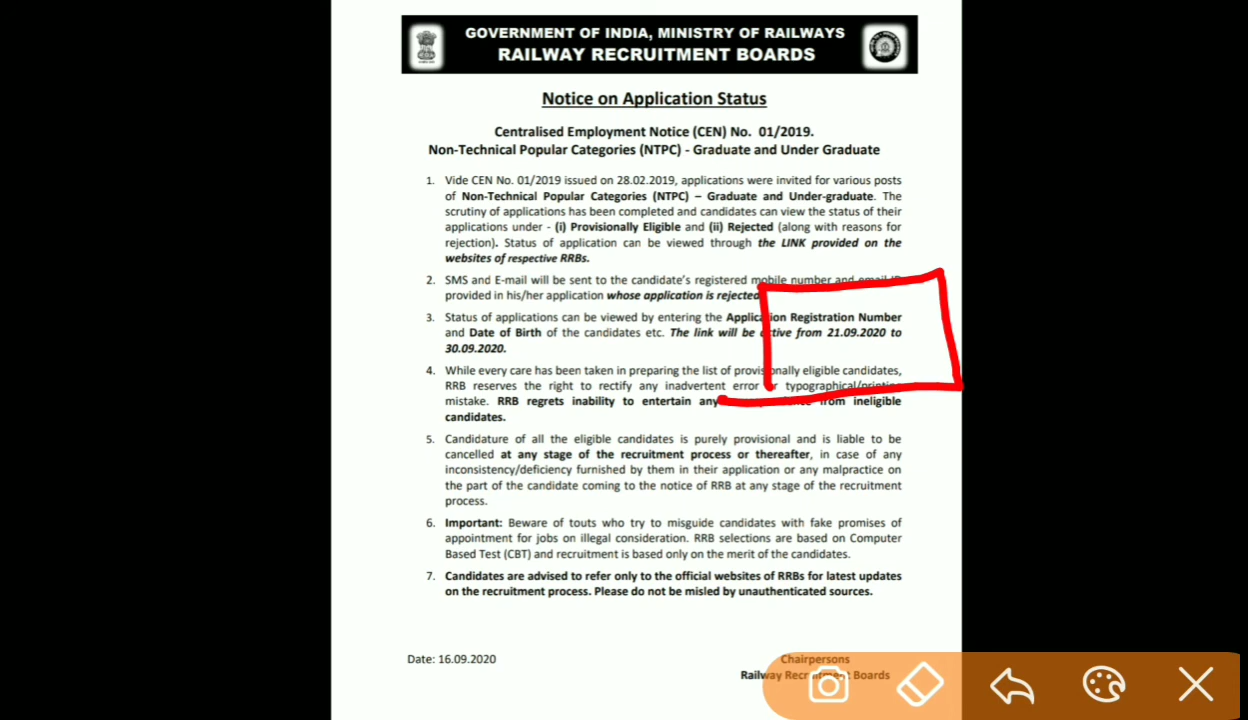 GOVERNMENT OF INDIA, MINISTRY OF RAILWAYS
RAILWAY RECRUITMENT BOARDS
Notice on Application Status
Centralised Employment Notice (CEN) No. 01/2019.
Non-Technical Popular Categories (NTPC) - Graduate and Under Graduate
1. Vide CEN No. 01/2019 issued on 28.02.2019, applications were invited for various posts
of Non-Technical Popular Categories (NTPC) – Graduate and Under-graduate. The
scrutiny of applications has been completed and candidates can view the status of their
applications under - (i) Provisionally Eligible and (ii) Rejected (along with reasons for
rejection). Status of application can be viewed through the LINK provided on the
websites of respective RRBs.
2. SMS and E-mail will be sent to the candidate's registered mobile number and email ID
provided in his/her application whose application is rejected
3. Status of applications can be viewed by entering the Application Registration Number
and Date of Birth of the candidates etc. The link will be active from 21.09.2020 to
30.09.2020.
4. While every care has been taken in preparing the list of provisionally eligible candidates,
RRB reserves the right to rectify any inadvertent error or typographical/printing
mistake. RRB regrets inability to entertain any from ineligible
candidates.
5. Candidature of all the eligible candidates is purely provisional and is liable to be
cancelled at any stage of the recruitment process or thereafter, in case of any
inconsistency/deficiency furnished by them in their application or any malpractice on
the part of the candidate coming to the notice of RRB at any stage of the recruitment
process.
6. Important: Beware of touts who try to misguide candidates with fake promises of
appointment for jobs on illegal consideration. RRB selections are based on Computer
Based Test (CBT) and recruitment is based only on the merit of the candidates.
7. Candidates are advised to refer only to the official websites of RRBs for latest updates
on the recruitment process. Please do not be misled by unauthenticated sources.
Date: 16.09.2020
Chairpersons
Railway Recruitment Boards